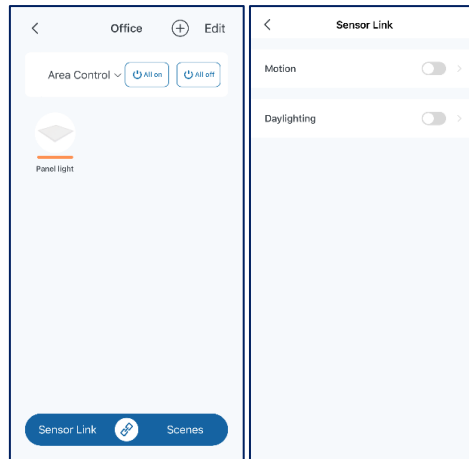 Office
Edit
Area Control
All on
All off
Panel light
Sensor Link
Scenes
Sensor Link
Motion
Daylighting